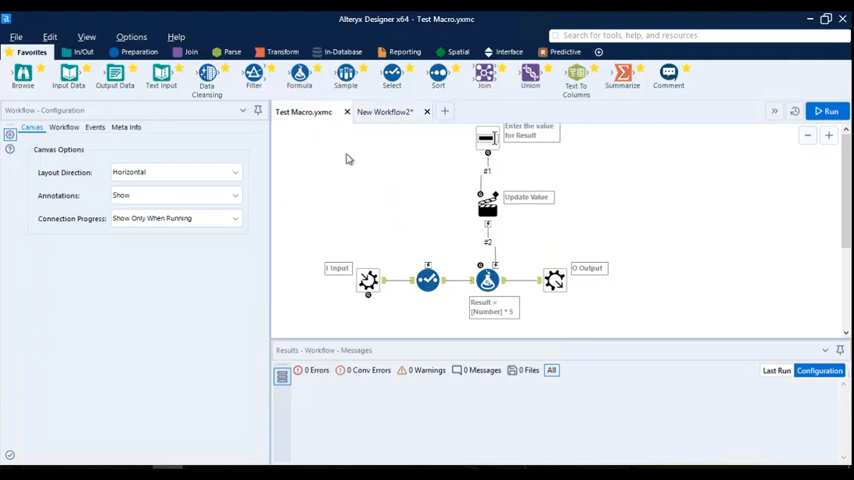 Alteryx Designer x64 - Test Macro.yxmc
File Edit View Options Help
Search for tools, help, and resources
Favorites In/Out Preparation Join Parse Transform In-Database Reporting Spatial Interface Predictive
Browse Input Data Output Data Text Input Data Cleansing Filter Formula Sample Select Sort Join Union Text To Columns Summarize Comment
Workflow - Configuration
Test Macro.yxmc New Workflow2* Run
Canvas Workflow Events Meta Info
Canvas Options
Layout Direction: Horizontal
Annotations: Show
Connection Progress: Show Only When Running
Enter the value
for Result
#1
Update Value
#2
I Input
O Output
Result =
[Number] * 5
Results - Workflow - Messages
0 Errors 0 Conv Errors 0 Warnings 0 Messages 0 Files All Last Run Configuration